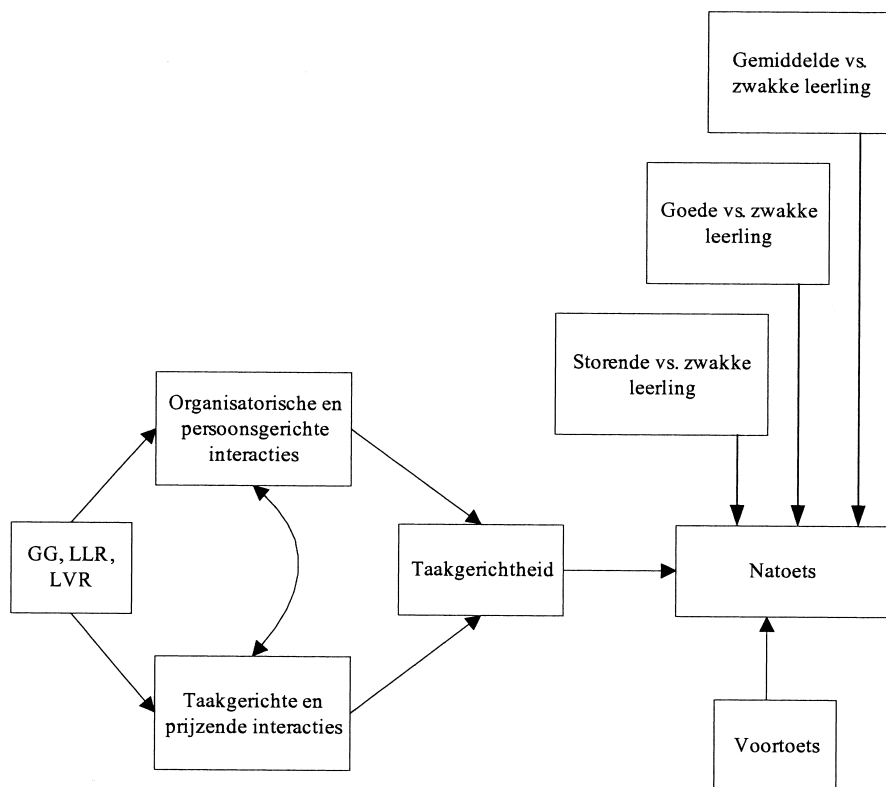 Gemiddelde vs.
zwakke leerling
Goede vs. zwakke
leerling
Storende vs. zwakke
leerling
Organisatorische en
persoonsgerichte
interacties
GG, LLR,
LVR
Taakgerichtheid
Natoets
Taakgerichte en
prijzende interacties
Voortoets